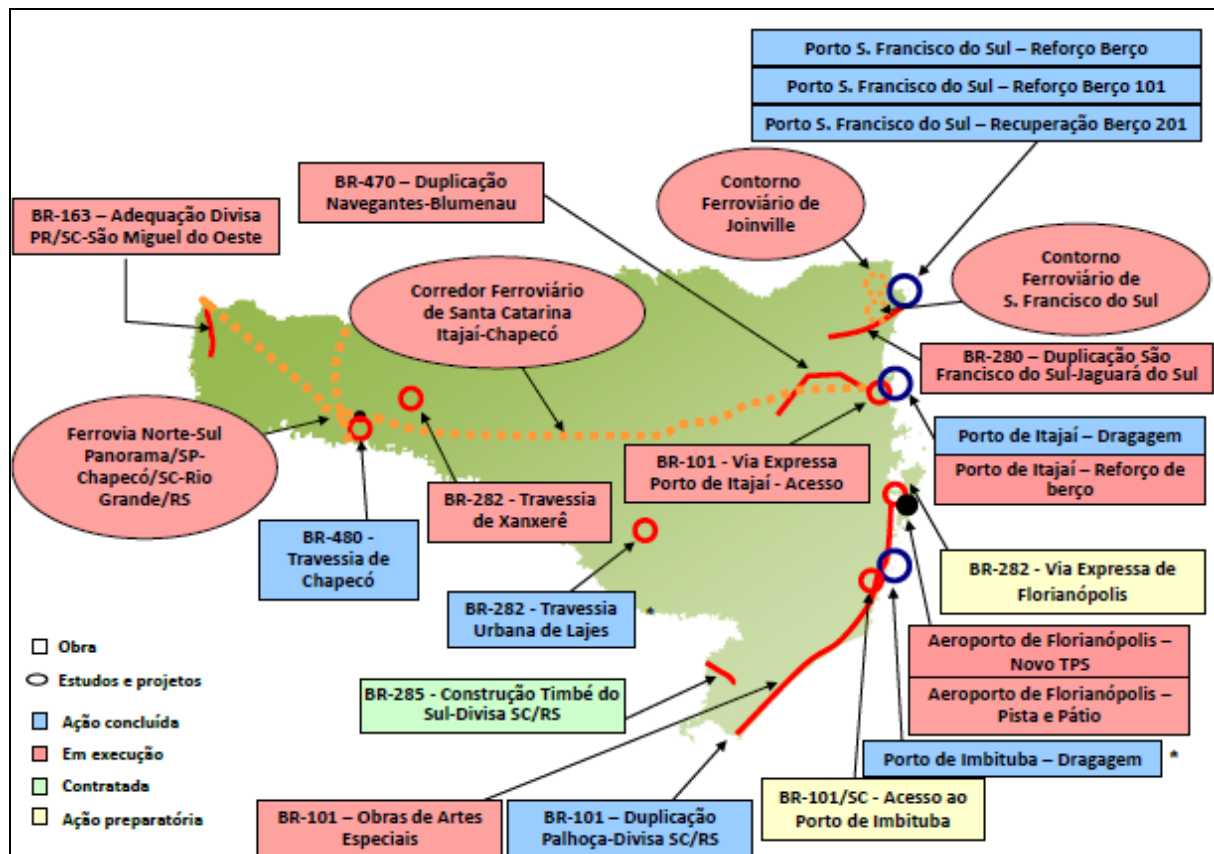 Porto S. Francisco do Sul – Reforço Berço
Porto S. Francisco do Sul – Reforço Berço 101
Porto S. Francisco do Sul – Recuperação Berço 201
BR-470 – Duplicação
Navegantes-Blumenau
Contorno
Ferroviário de
Joinville
BR-163 – Adequação Divisa
PR/SC-São Miguel do Oeste
Contorno
Ferroviário de
S. Francisco do Sul
Corredor Ferroviário
de Santa Catarina
Itajaí-Chapecó
BR-280 – Duplicação São
Francisco do Sul-Jaguará do Sul
Ferrovia Norte-Sul
Panorama/SP-
Chapecó/SC-Rio
Grande/RS
Porto de Itajaí – Dragagem
Porto de Itajaí – Reforço de
berço
BR-101 - Via Expressa
Porto de Itajaí - Acesso
BR-282 - Travessia
de Xanxerê
BR-480 -
Travessia de
Chapecó
BR-282 - Via Expressa de
Florianópolis
BR-282 - Travessia
Urbana de Lajes
*
Aeroporto de Florianópolis –
Novo TPS
Aeroporto de Florianópolis –
Pista e Pátio
BR-285 - Construção Timbé do
Sul-Divisa SC/RS
Porto de Imbituba – Dragagem
*
BR-101/SC - Acesso ao
Porto de Imbituba
BR-101 – Obras de Artes
Especiais
BR-101 – Duplicação
Palhoça-Divisa SC/RS
Obra
Estudos e projetos
Ação concluída
Em execução
Contratada
Ação preparatória